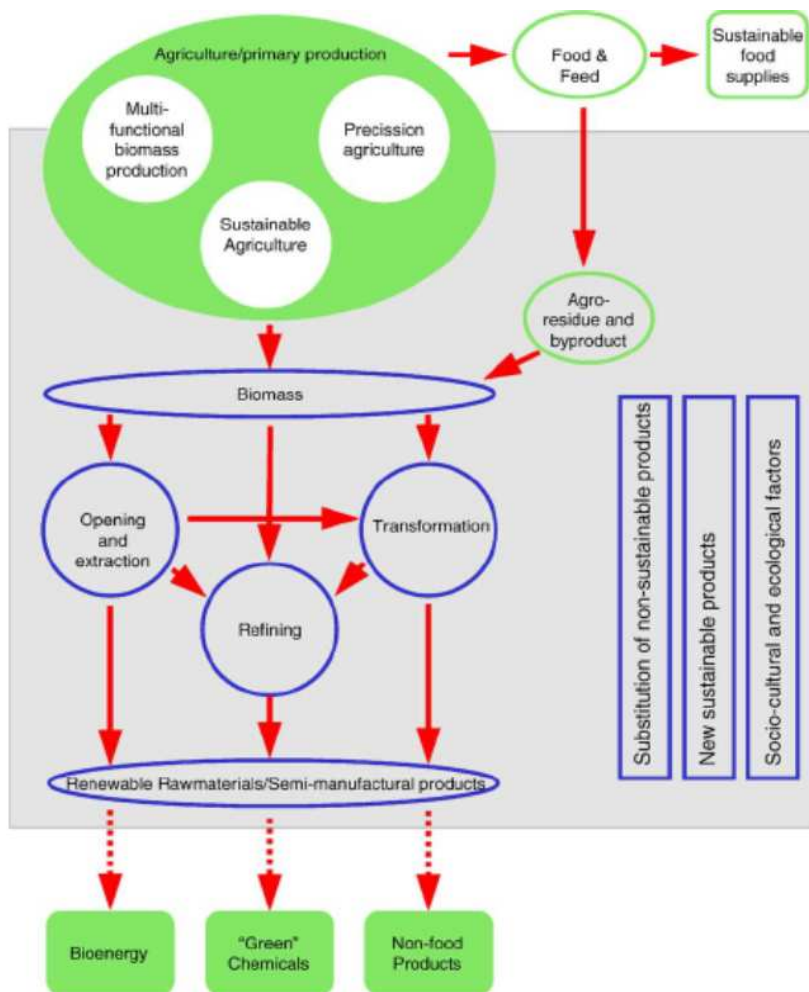 Agriculture/primary production
Multi-
functional
biomass
production
Precission
agriculture
Sustainable
Agriculture
Food &
Feed
Sustainable
food
supplies
Agro-
residue and
byproduct
Biomass
Opening
and
extraction
Transformation
Refining
Substitution of non-sustainable products
New sustainable products
Socio-cultural and ecological factors
Renewable Rawmaterials/Semi-manufactural products
Bioenergy
“Green”
Chemicals
Non-food
Products